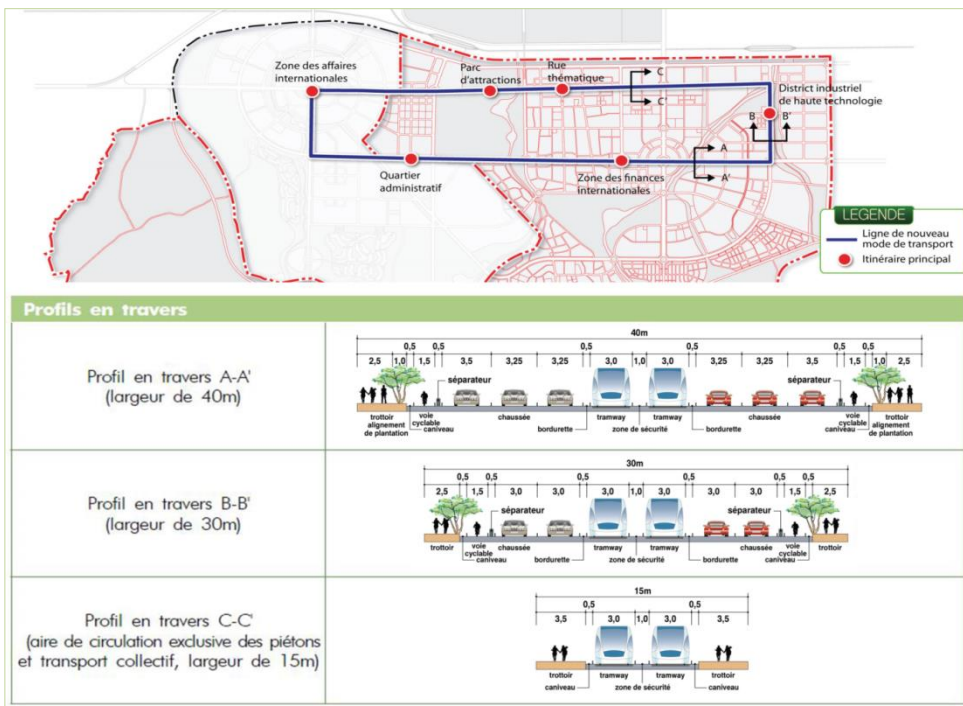 Zone des affaires
internationales
Parc
d'attractions
Rue
thématique
C
C'
District industriel
de haute technologie
B B'
A
A'
Quartier
administratif
Zone des finances
internationales
LEGENDE
Ligne de nouveau
mode de transport
Itinéraire principal
Profils en travers
Profil en travers A-A'
(largeur de 40m)
40m
0,5 0,5 0,5 0,5 0,5 0,5
2,5 1,0 1,5 3,5 3,25 3,25 3,0 1,0 3,0 3,25 3,25 3,5 1,5 1,0 2,5
séparateur séparateur
trottoir voie cyclable chaussée tramway tramway chaussée voie cyclable trottoir
alignement de plantation caniveau bordurette zone de sécurité bordurette caniveau alignement de plantation
Profil en travers B-B'
(largeur de 30m)
30m
0,5 0,5 0,5 0,5 0,5 0,5
2,5 1,5 3,0 3,0 3,0 1,0 3,0 3,0 3,0 1,5 2,5
séparateur séparateur
trottoir voie cyclable chaussée tramway tramway chaussée voie cyclable trottoir
caniveau bordurette zone de sécurité bordurette caniveau
Profil en travers C-C'
(aire de circulation exclusive des piétons
et transport collectif, largeur de 15m)
15m
0,5 0,5
3,5 3,0 1,0 3,0 3,5
trottoir tramway tramway trottoir
caniveau zone de sécurité caniveau